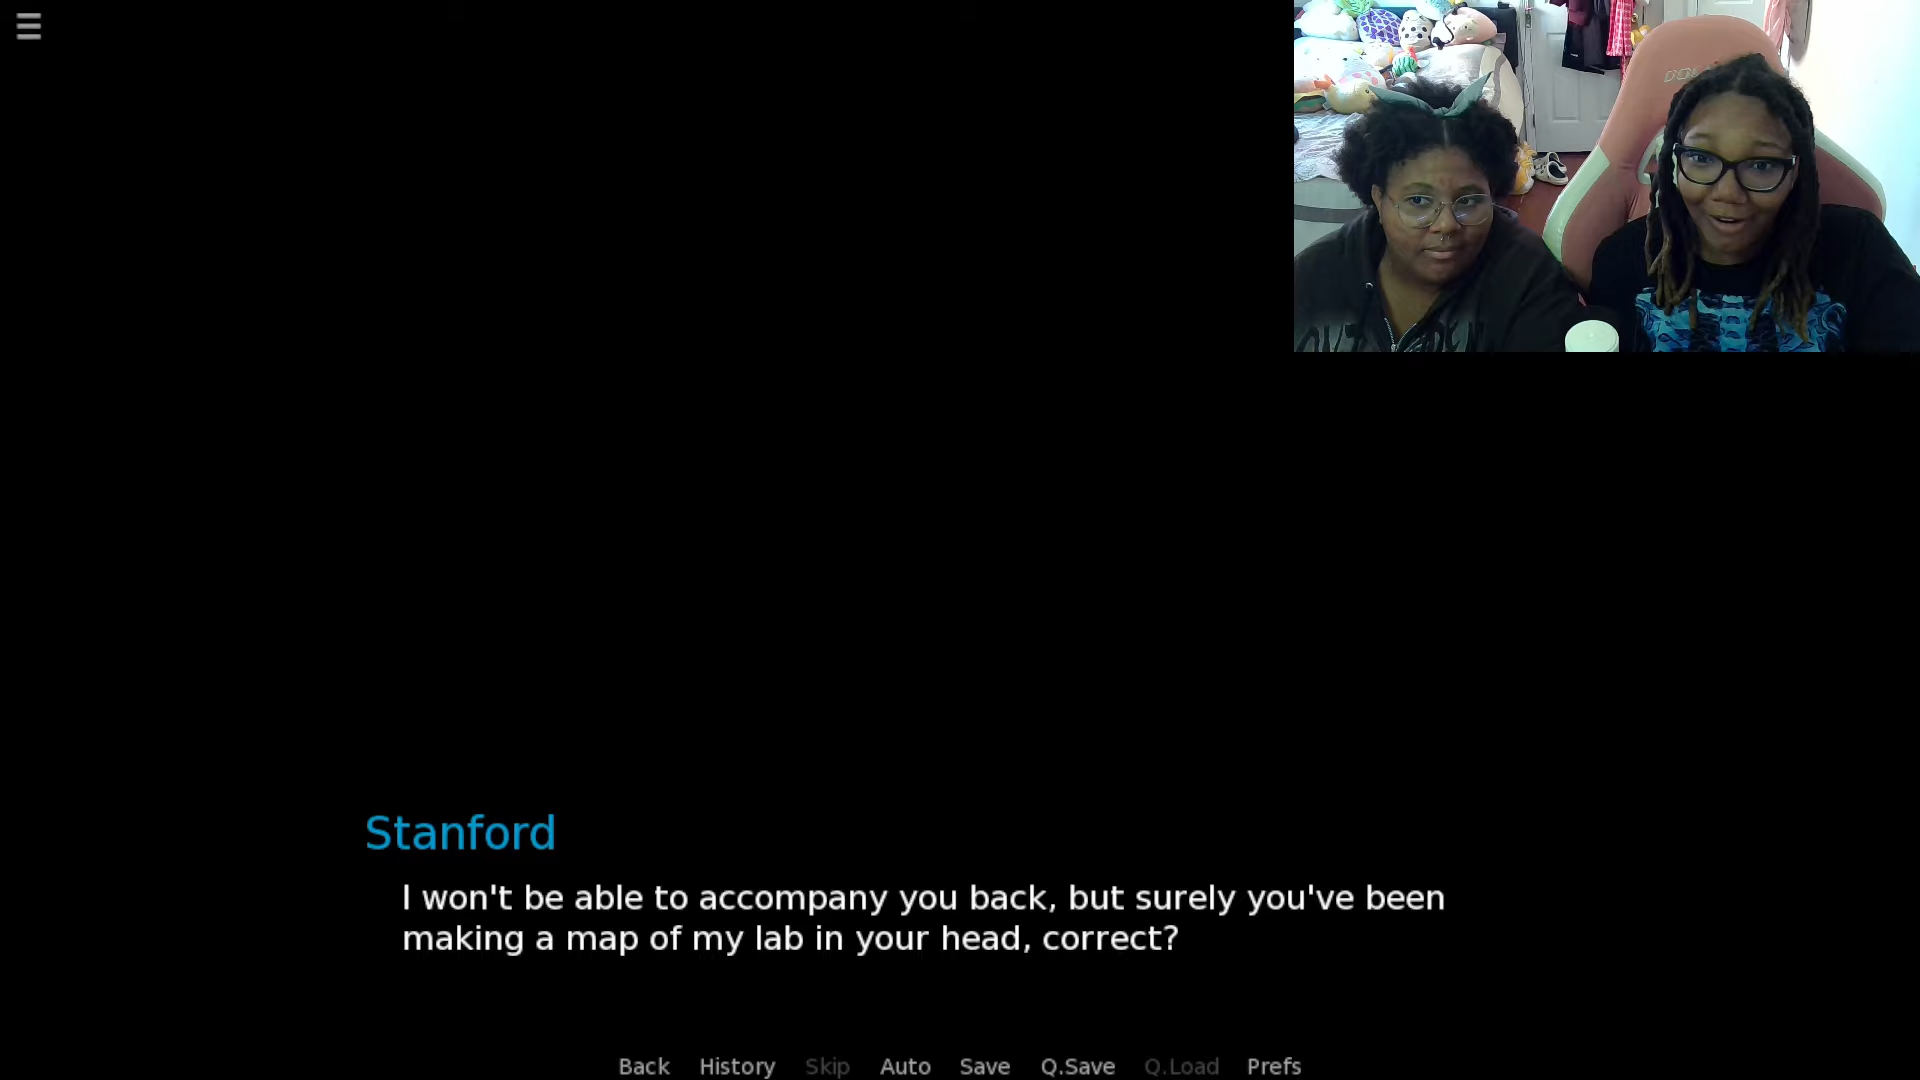 Stanford
I won't be able to accompany you back, but surely you've been
making a map of my lab in your head, correct?
Back History Skip Auto Save Q.Save Q.Load Prefs